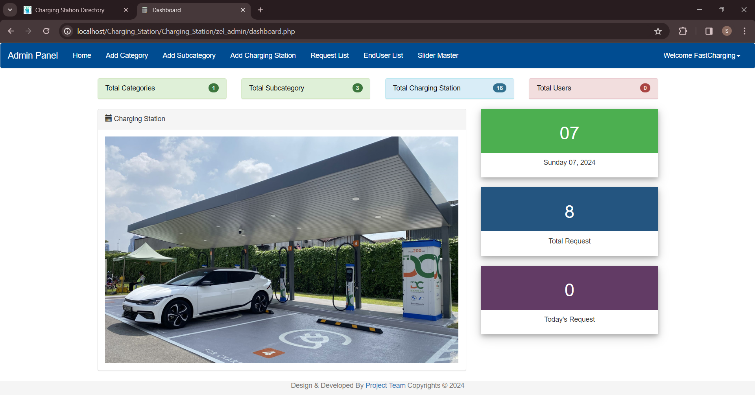 Charging Station Directory
Dashboard
localhost/Charging_Station/Charging_Station/zel_admin/dashboard.php
S
Admin Panel
Home
Add Category
Add Subcategory
Add Charging Station
Request List
EndUser List
Slider Master
Welcome FastCharging
Total Categories 1
Total Subcategory 3
Total Charging Station 16
Total Users 0
Charging Station
4
07
Sunday 07, 2024
8
Total Request
0
Today's Request
Design & Developed By Project Team Copyrights © 2024